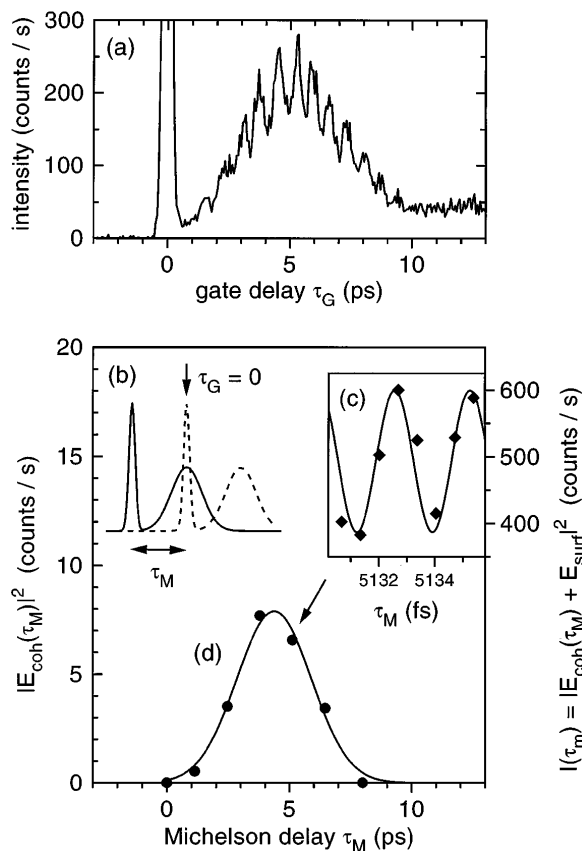 (a)
intensity (counts / s)
300
200
100
0
0
5
10
gate delay τ_G (ps)
(b)
τ_G = 0
τ_M
(c)
600
500
400
5132
5134
τ_M (fs)
I(τ_m) = |E_coh(τ_M) + E_surf|² (counts / s)
(d)
|E_coh(τ_M)|² (counts / s)
20
15
10
5
0
0
5
10
Michelson delay τ_M (ps)